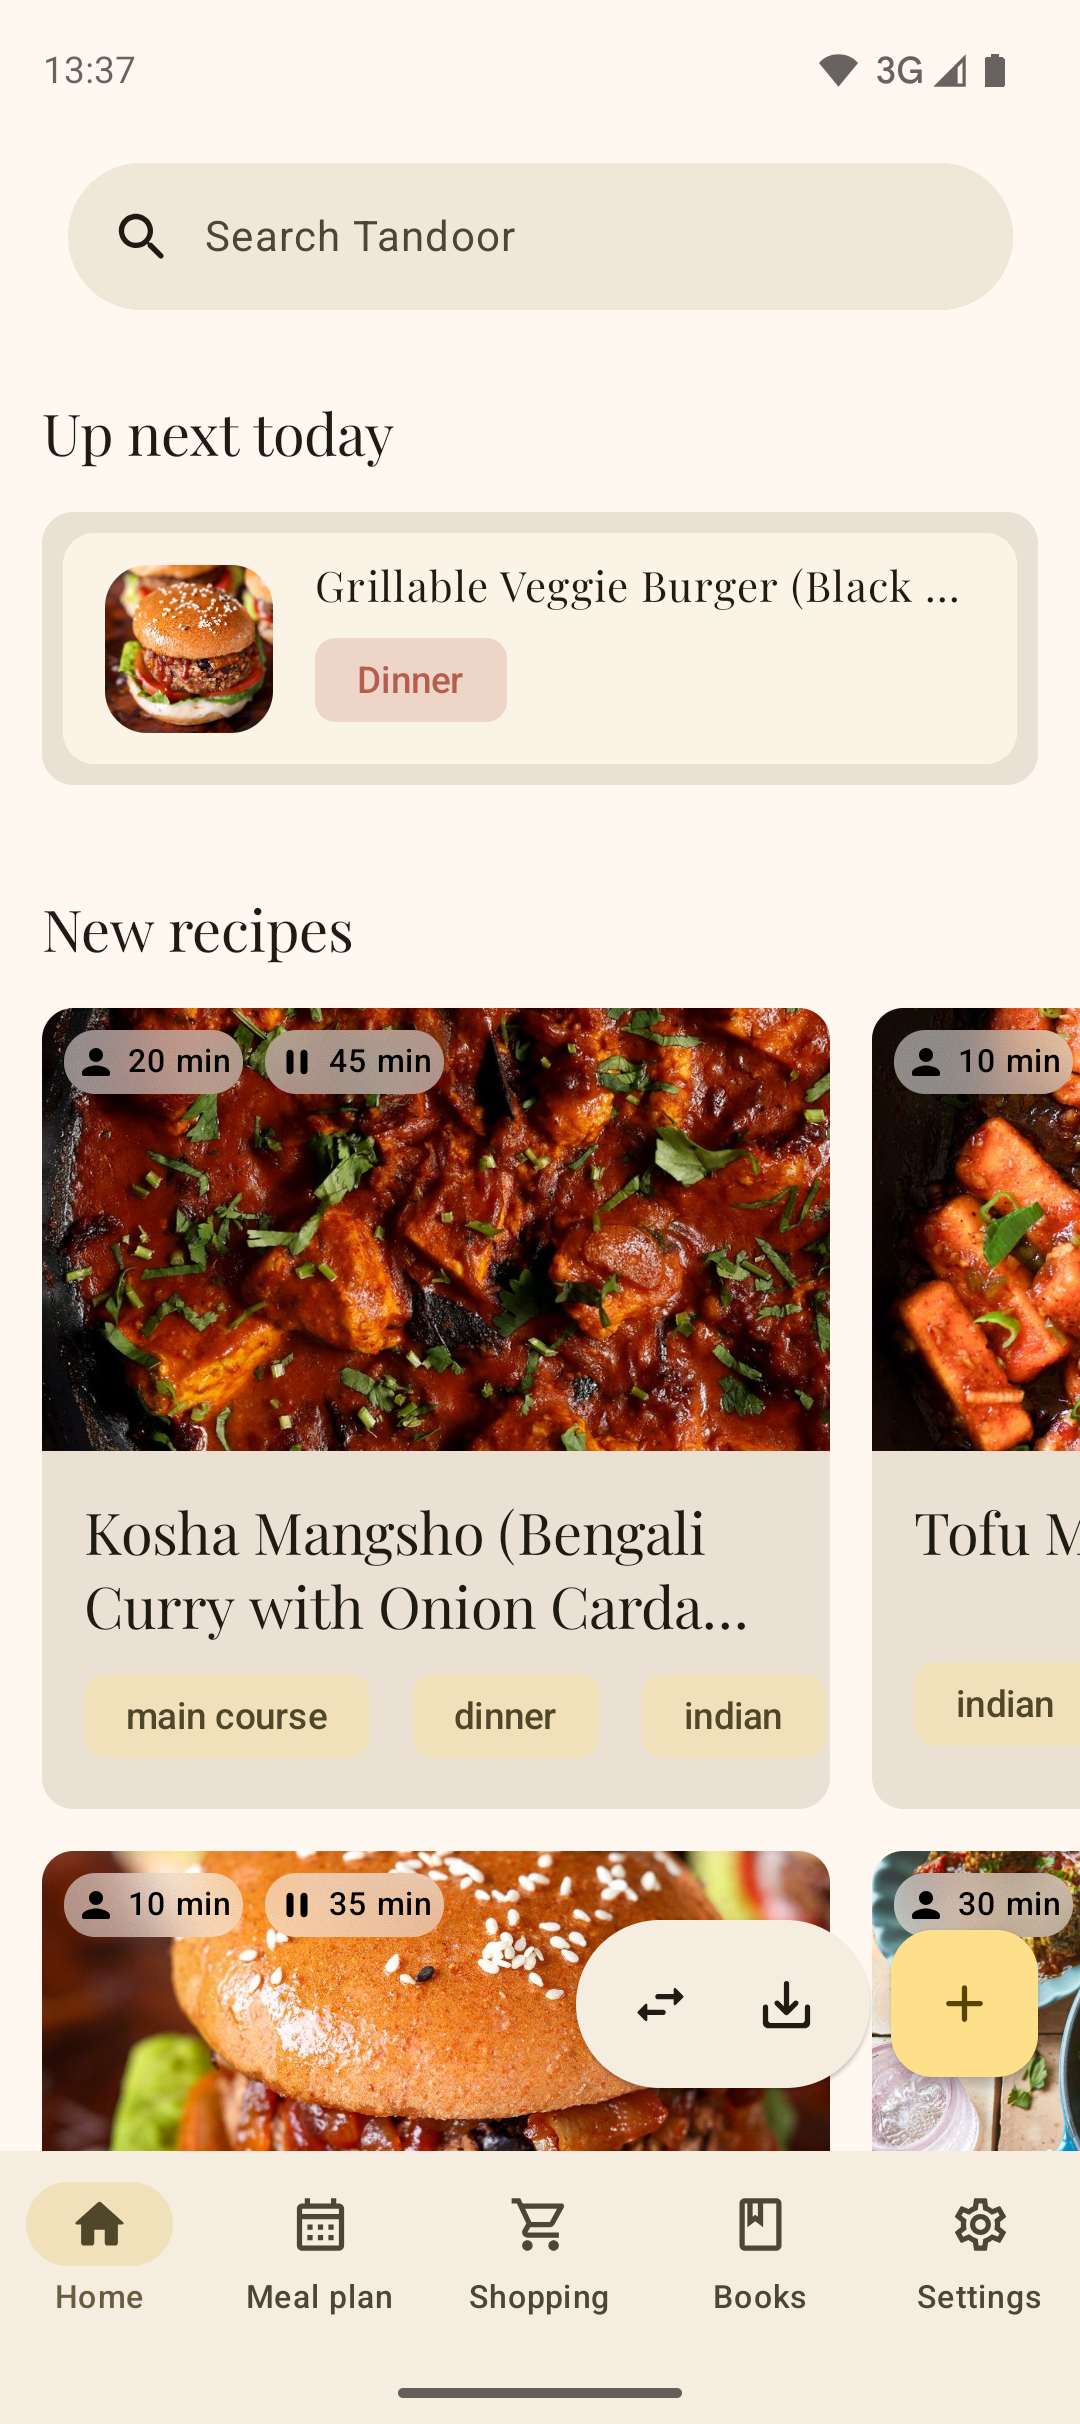 13:37
3G
Search Tandoor
Up next today
Grillable Veggie Burger (Black ...
Dinner
New recipes
20 min
45 min
10 min
Kosha Mangsho (Bengali
Curry with Onion Carda...
Tofu M
main course
dinner
indian
indian
10 min
35 min
30 min
Home
Meal plan
Shopping
Books
Settings